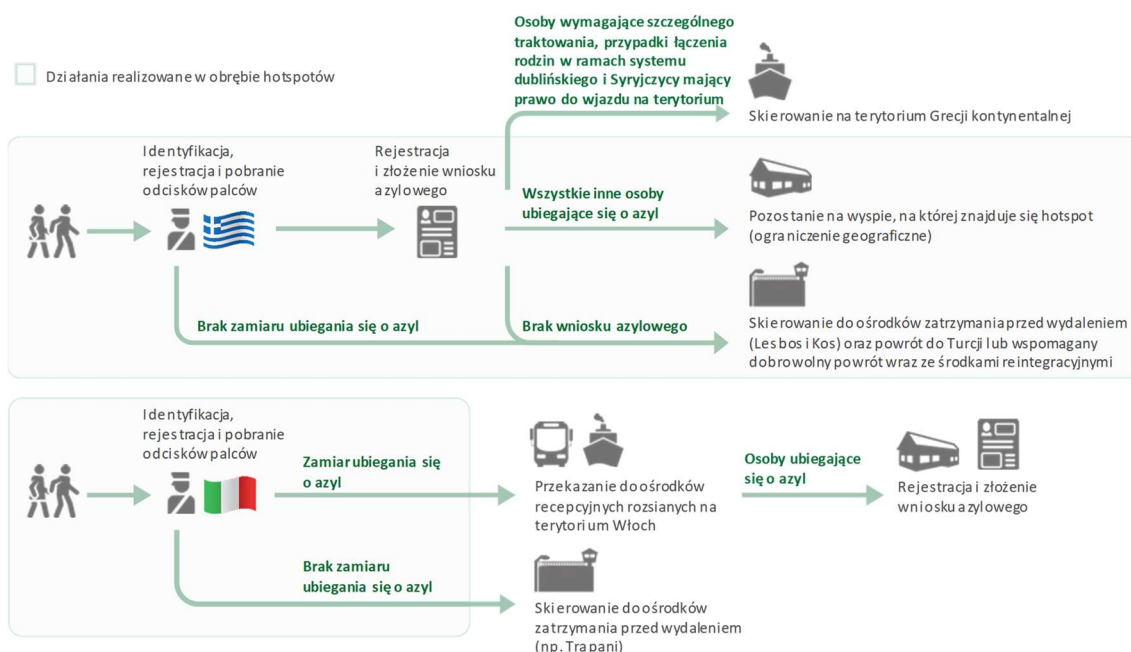 Działania realizowane w obrębie hotspotów
Osoby wymagające szczególnego
traktowania, przypadki łączenia
rodzin w ramach systemu
dublińskiego i Syryjczycy mający
prawo do wjazdu na terytorium
Skierowanie na terytorium Grecji kontynentalnej
Identyfikacja,
rejestracja i pobranie
odcisków palców
Rejestracja
i złożenie wniosku
azylowego
Wszystkie inne osoby
ubiegające się o azyl
Pozostanie na wyspie, na której znajduje się hotspot
(ograniczenie geograficzne)
Brak zamiaru ubiegania się o azyl
Brak wniosku azylowego
Skierowanie do ośrodków zatrzymania przed wydaleniem
(Lesbos i Kos) oraz powrót do Turcji lub wspomagany
dobrowolny powrót wraz ze środkami reintegracyjnymi
Identyfikacja,
rejestracja i pobranie
odcisków palców
Zamiar ubiegania się
o azyl
Przekazanie do ośrodków
recepcyjnych rozsianych na
terytorium Włoch
Osoby ubiegające
się o azyl
Rejestracja i złożenie
wniosku azylowego
Brak zamiaru
ubiegania się o azyl
Skierowanie do ośrodków
zatrzymania przed wydaleniem
(np. Trapani)